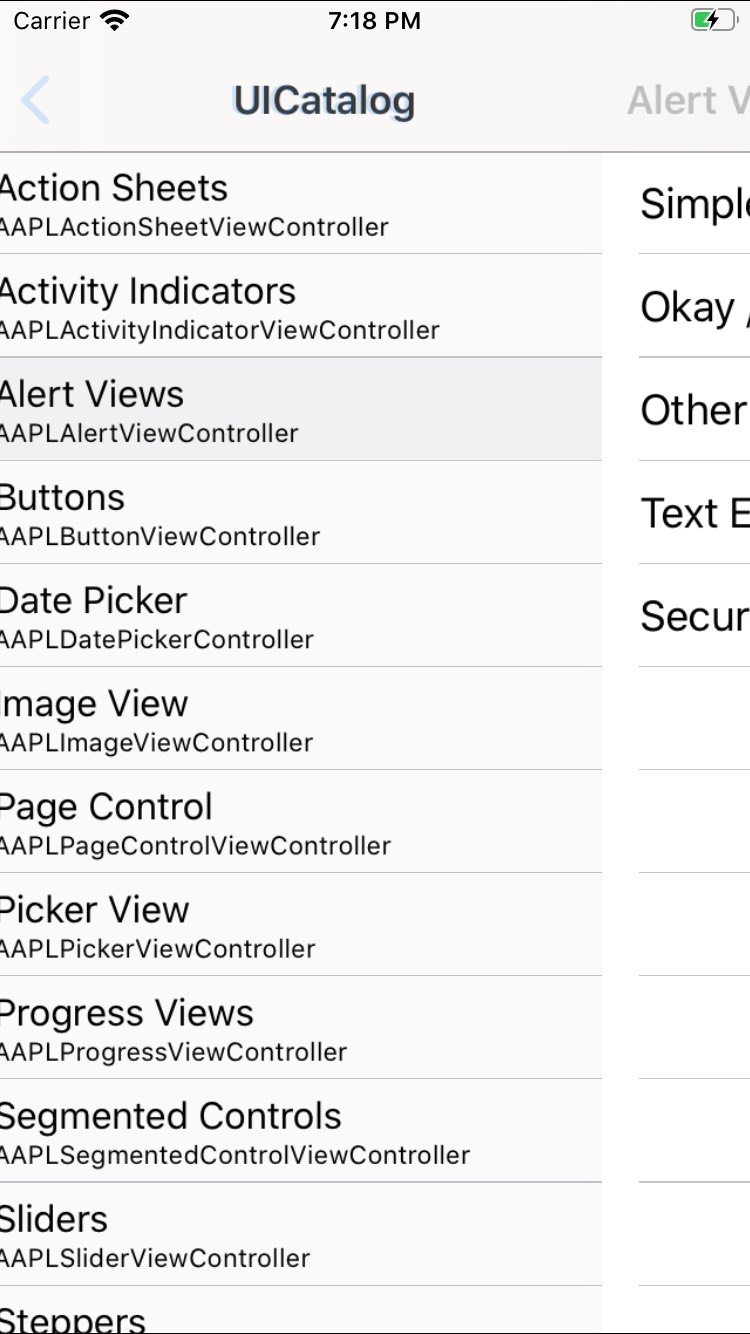 Carrier
7:18 PM
UICatalog
Alert V
Action Sheets
AAPLActionSheetViewController
Activity Indicators
AAPLActivityIndicatorViewController
Alert Views
AAPLAlertViewController
Buttons
AAPLButtonViewController
Date Picker
AAPLDatePickerController
Image View
AAPLImageViewController
Page Control
AAPLPageControlViewController
Picker View
AAPLPickerViewController
Progress Views
AAPLProgressViewController
Segmented Controls
AAPLSegmentedControlViewController
Sliders
AAPLSliderViewController
Steppers
Simple
Okay /
Other
Text E
Secur